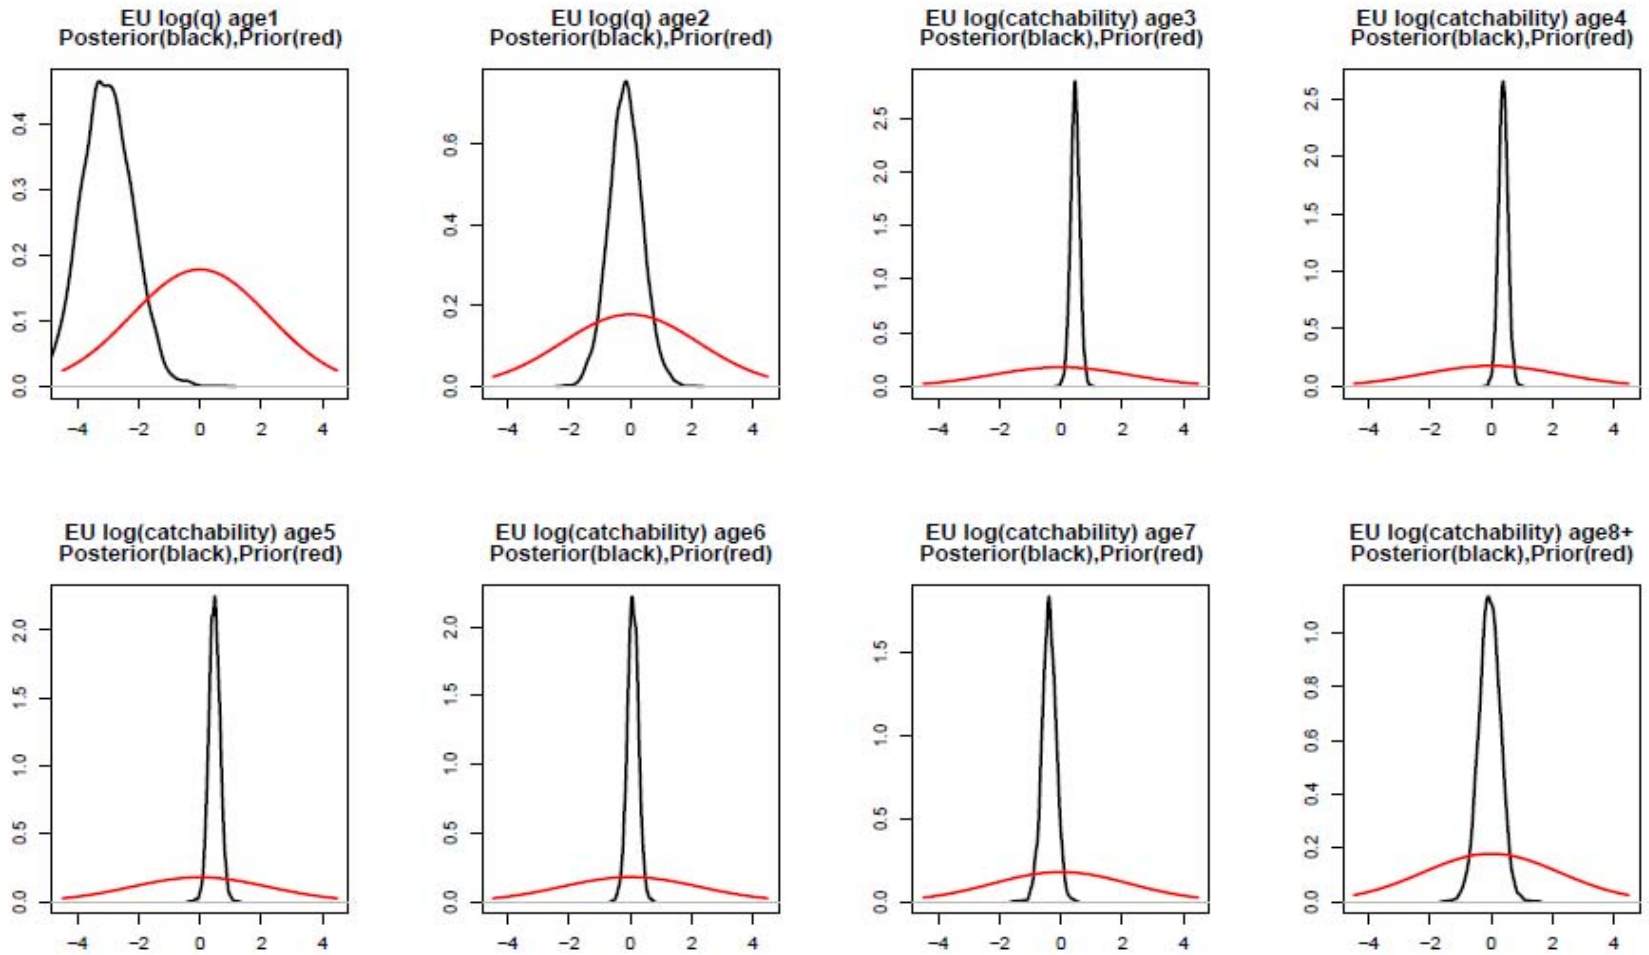 EU log(q) age1
Posterior(black),Prior(red)
EU log(q) age2
Posterior(black),Prior(red)
EU log(catchability) age3
Posterior(black),Prior(red)
EU log(catchability) age4
Posterior(black),Prior(red)
0.4
0.3
0.2
0.1
0.0
0.6
0.4
0.2
0.0
2.5
2.0
1.5
1.0
0.5
0.0
2.5
2.0
1.5
1.0
0.5
0.0
−4 −2 0 2 4
−4 −2 0 2 4
−4 −2 0 2 4
−4 −2 0 2 4
EU log(catchability) age5
Posterior(black),Prior(red)
EU log(catchability) age6
Posterior(black),Prior(red)
EU log(catchability) age7
Posterior(black),Prior(red)
EU log(catchability) age8+
Posterior(black),Prior(red)
2.0
1.5
1.0
0.5
0.0
2.0
1.5
1.0
0.5
0.0
1.5
1.0
0.5
0.0
1.0
0.8
0.6
0.4
0.2
0.0
−4 −2 0 2 4
−4 −2 0 2 4
−4 −2 0 2 4
−4 −2 0 2 4